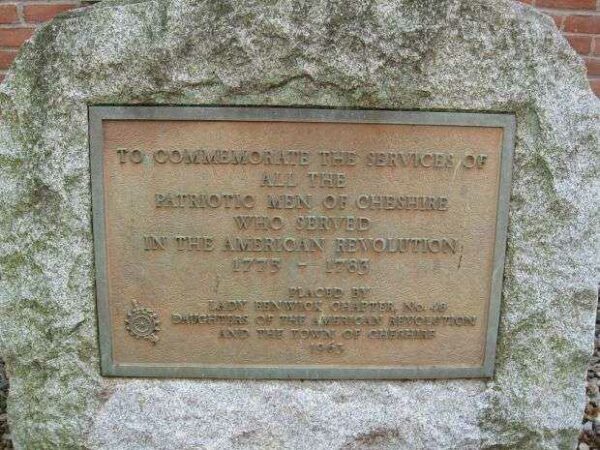 TO COMMEMORATE THE SERVICES OF
ALL THE
PATRIOTIC MEN OF CHESHIRE
WHO SERVED
IN THE AMERICAN REVOLUTION
1775 - 1783
PLACED BY
LADY FENWICK CHAPTER, No. 48
DAUGHTERS OF THE AMERICAN REVOLUTION
AND THE TOWN OF CHESHIRE